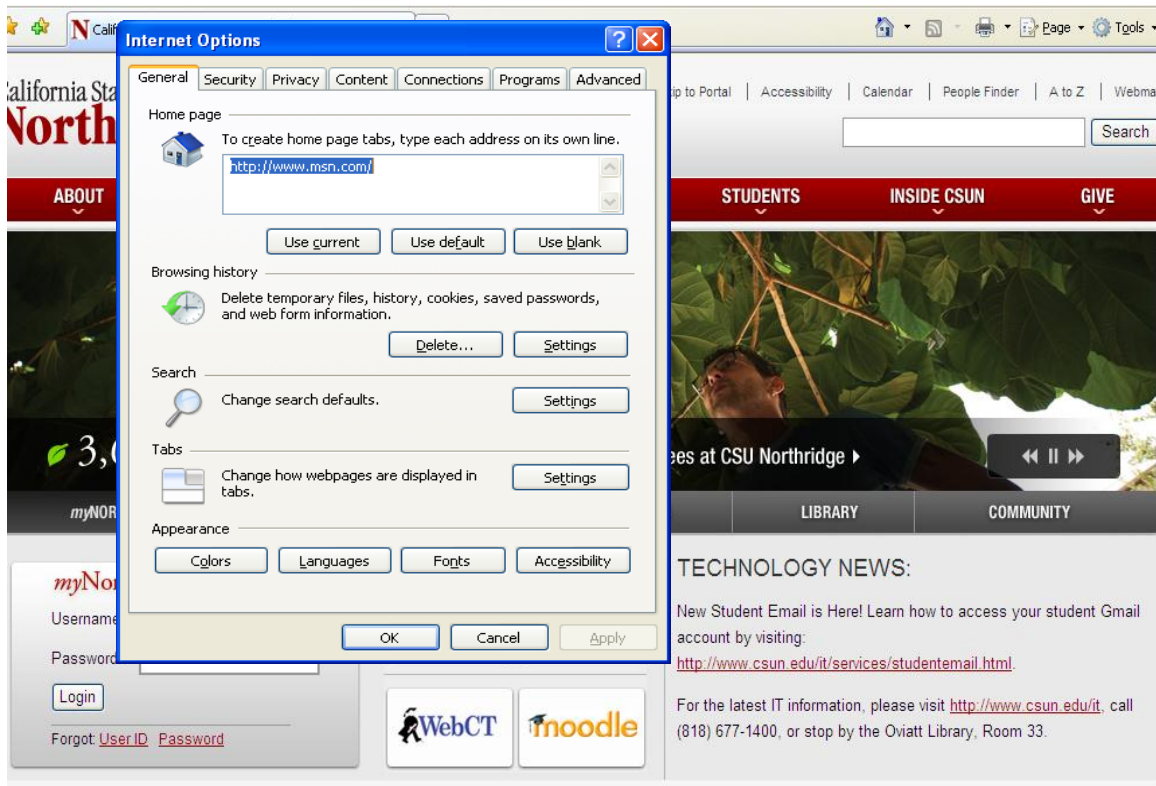 N Calif
Page
Tools
Internet Options
General Security Privacy Content Connections Programs Advanced
Home page
To create home page tabs, type each address on its own line.
http://www.msn.com/
Use current Use default Use blank
Browsing history
Delete temporary files, history, cookies, saved passwords,
and web form information.
Delete... Settings
Search
Change search defaults.
Settings
Tabs
Change how webpages are displayed in
tabs.
Settings
Appearance
Colors Languages Fonts Accessibility
OK Cancel Apply
California Sta
North
ip to Portal | Accessibility | Calendar | People Finder | A to Z | Webma
Search
ABOUT STUDENTS INSIDE CSUN GIVE
3,
ees at CSU Northridge
myNOR LIBRARY COMMUNITY
myNor
Username
Password
Login
Forgot: User ID Password
WebCT moodle
TECHNOLOGY NEWS:
New Student Email is Here! Learn how to access your student Gmail
account by visiting:
http://www.csun.edu/it/services/studentemail.html.
For the latest IT information, please visit http://www.csun.edu/it, call
(818) 677-1400, or stop by the Oviatt Library, Room 33.